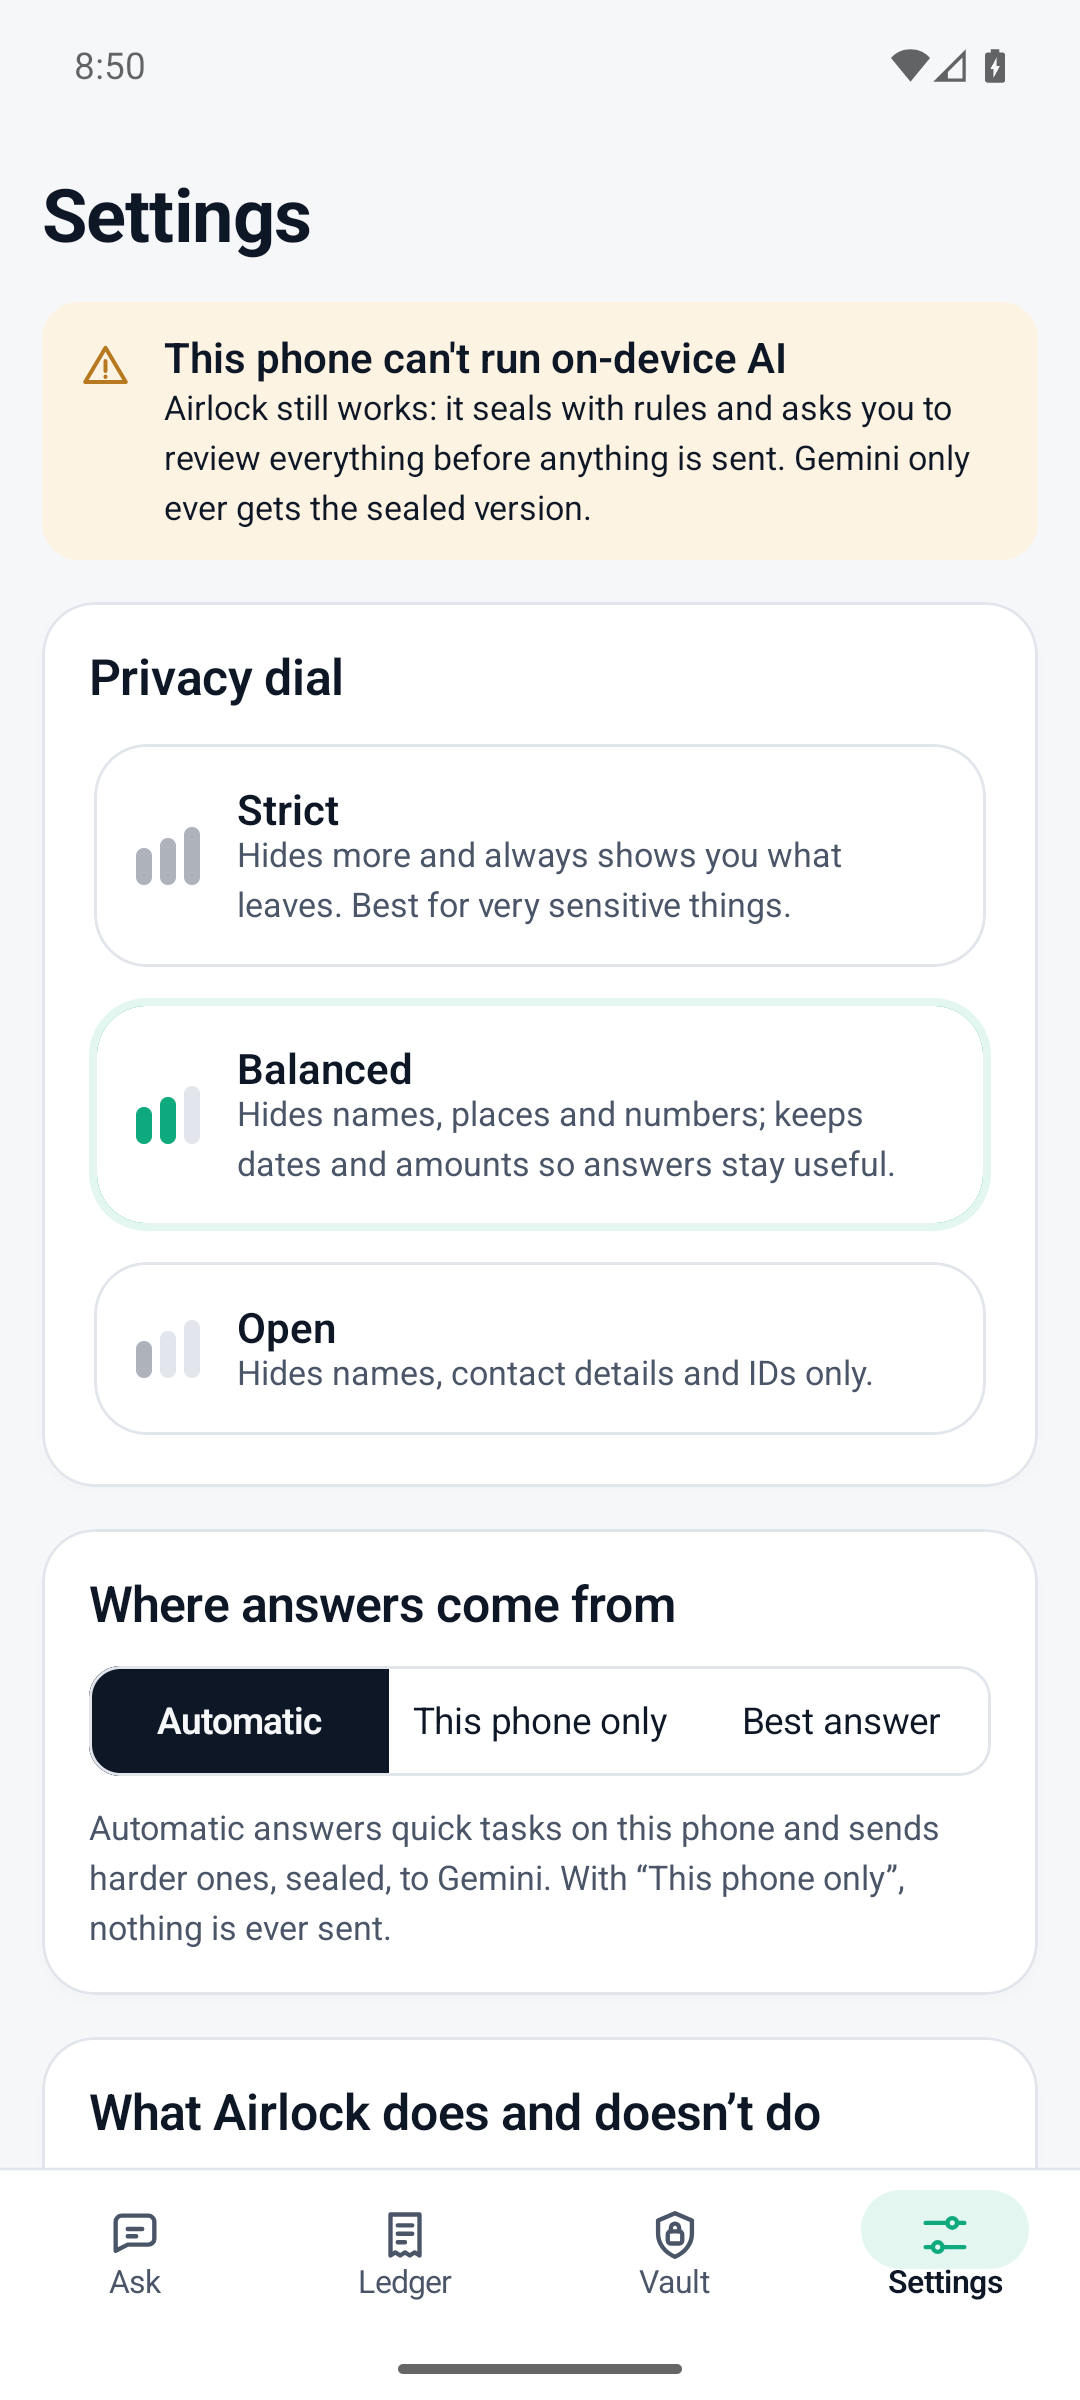 8:50
Settings
This phone can't run on-device AI
Airlock still works: it seals with rules and asks you to
review everything before anything is sent. Gemini only
ever gets the sealed version.
Privacy dial
Strict
Hides more and always shows you what
leaves. Best for very sensitive things.
Balanced
Hides names, places and numbers; keeps
dates and amounts so answers stay useful.
Open
Hides names, contact details and IDs only.
Where answers come from
Automatic This phone only Best answer
Automatic answers quick tasks on this phone and sends
harder ones, sealed, to Gemini. With “This phone only”,
nothing is ever sent.
What Airlock does and doesn’t do
Ask Ledger Vault Settings